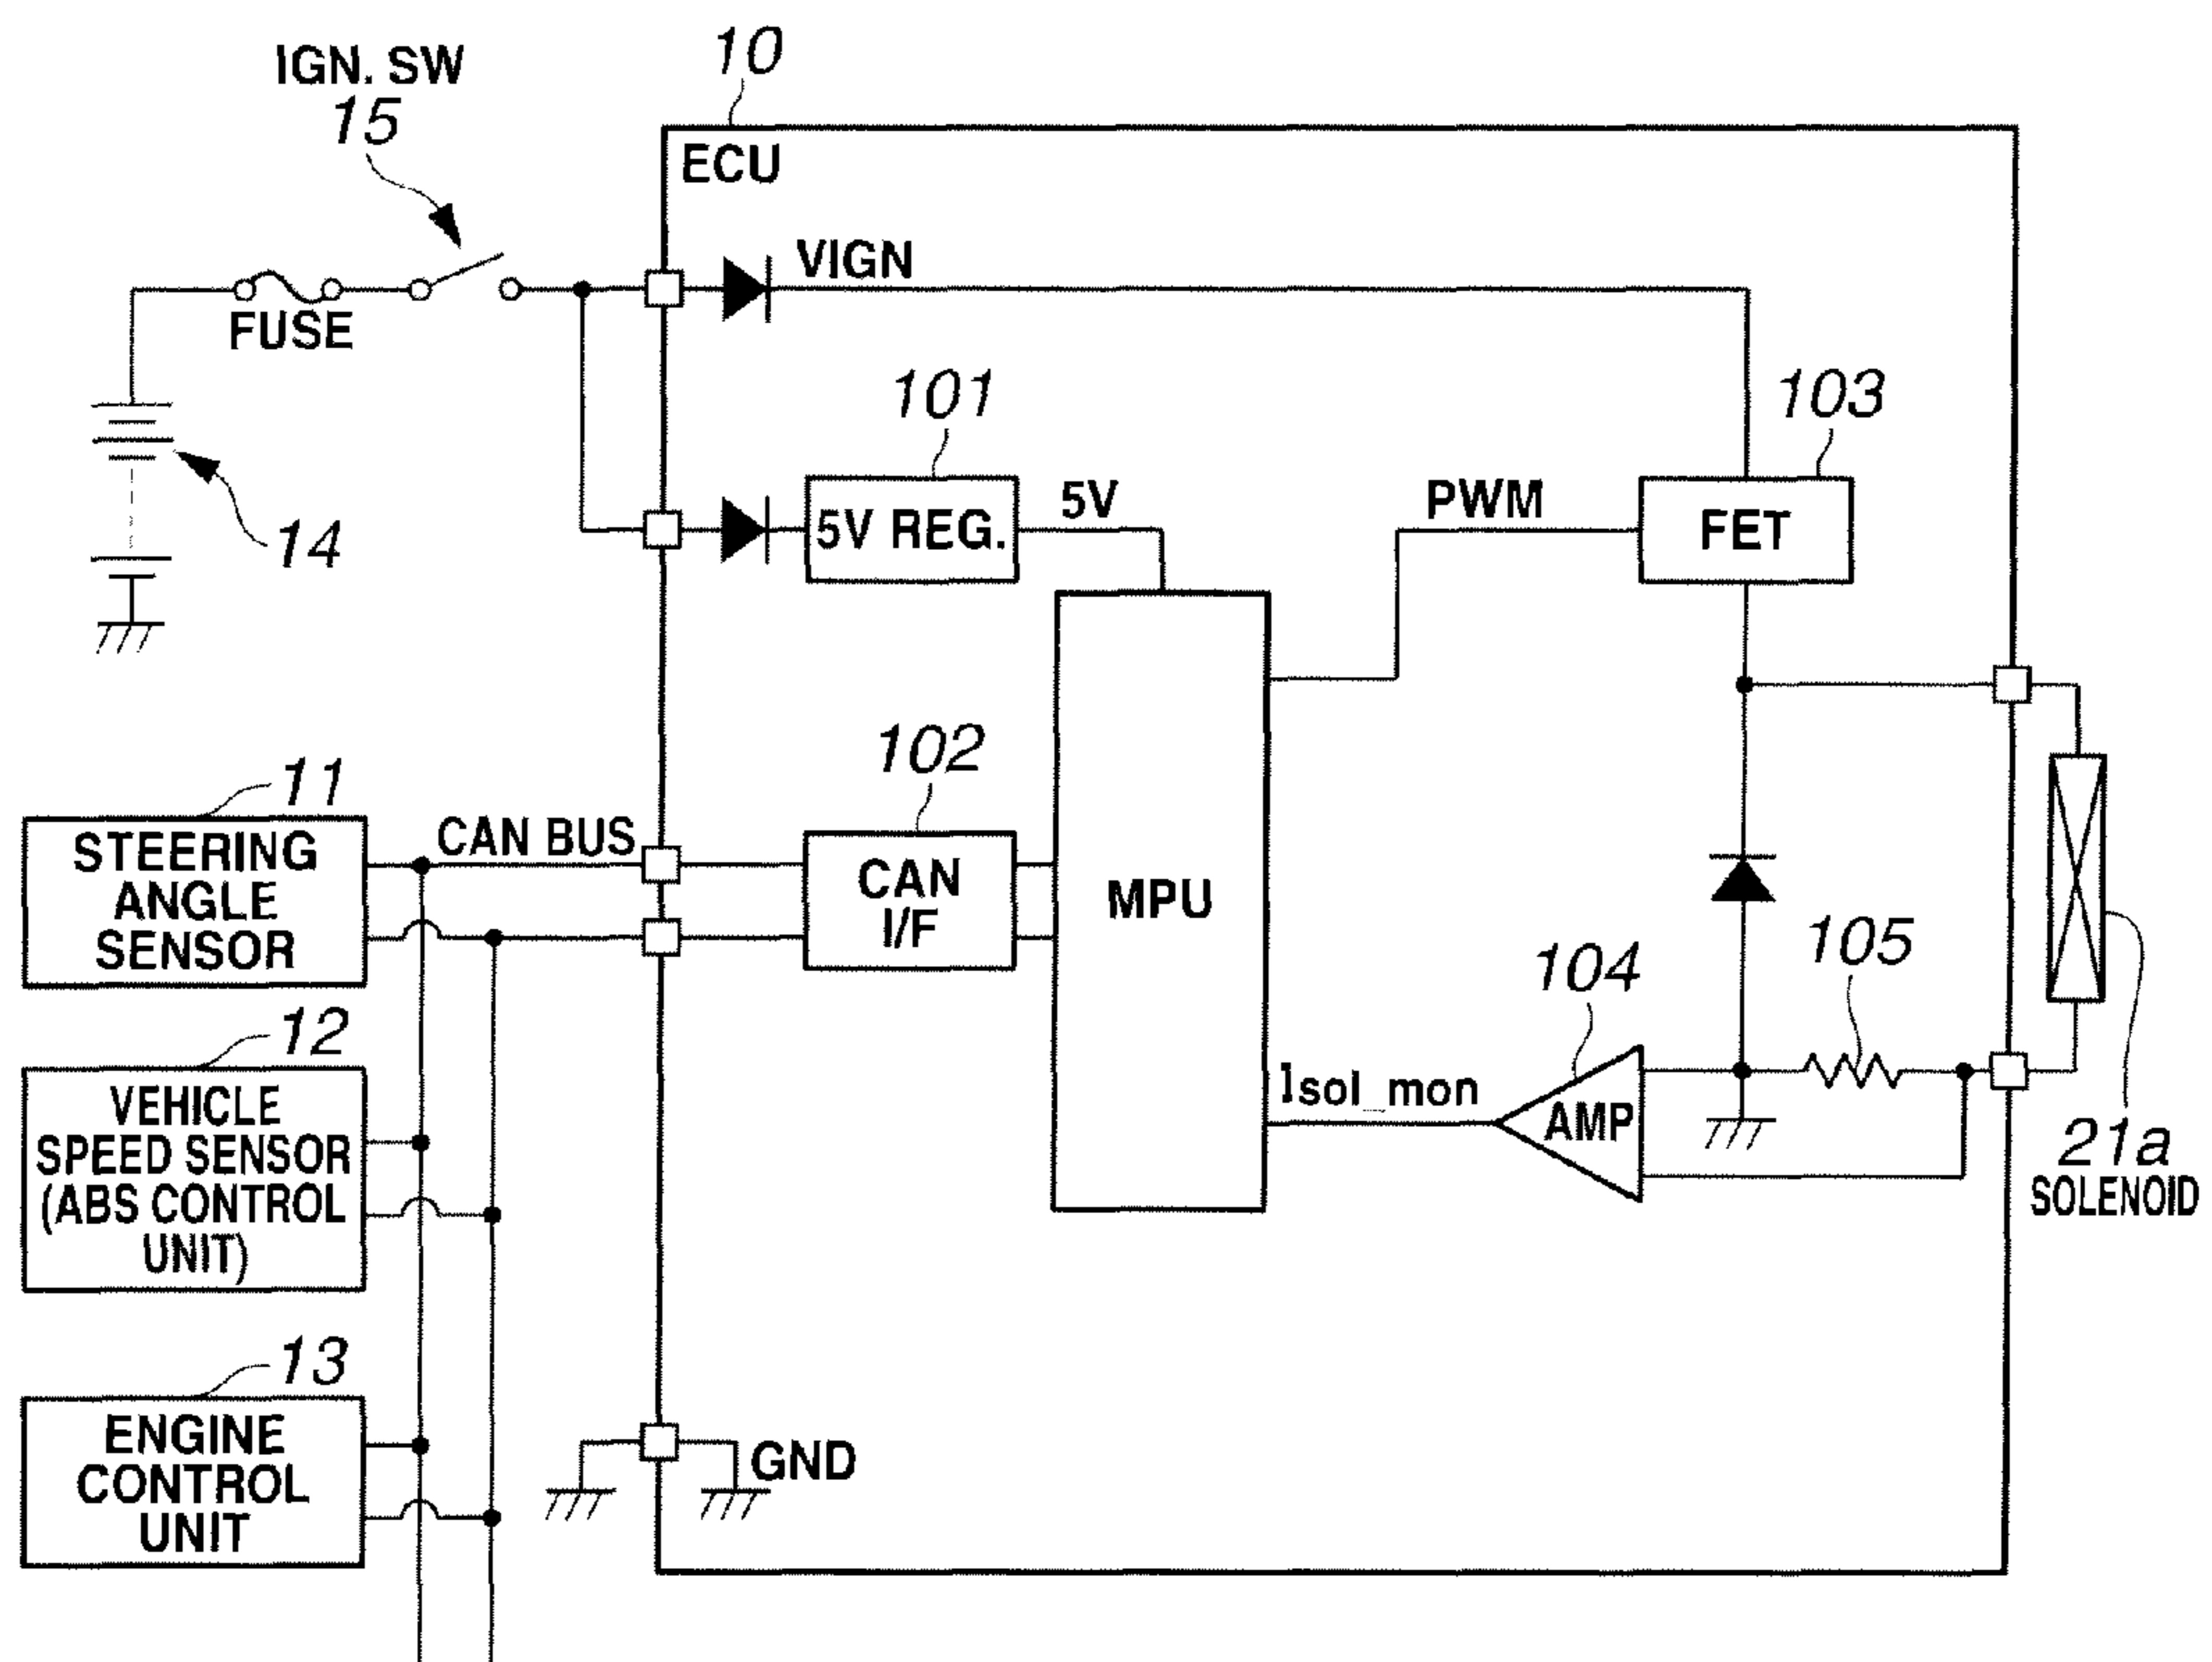 10
IGN. SW
15
ECU
VIGN
FUSE
101
103
5V REG.
5V
PWM
FET
14
102
11
STEERING
ANGLE
SENSOR
CAN BUS
CAN
I/F
MPU
104
105
12
VEHICLE
SPEED SENSOR
(ABS CONTROL
UNIT)
Isol_mon
AMP
21a
SOLENOID
13
ENGINE
CONTROL
UNIT
GND